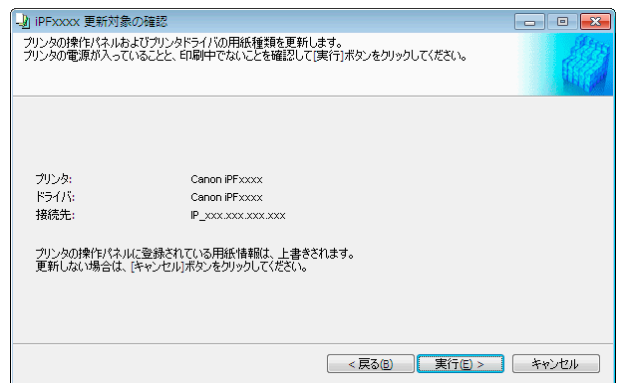 iPFxxxx 更新対象の確認
プリンタの操作パネルおよびプリンタドライバの用紙種類を更新します。
プリンタの電源が入っていることと、印刷中でないことを確認して[実行]ボタンをクリックしてください。
プリンタ: Canon iPFxxxx
ドライバ: Canon iPFxxxx
接続先: IP_xxx.xxx.xxx.xxx
プリンタの操作パネルに登録されている用紙情報は、上書きされます。
更新しない場合は、[キャンセル]ボタンをクリックしてください。
< 戻る(B) 実行(E) > キャンセル